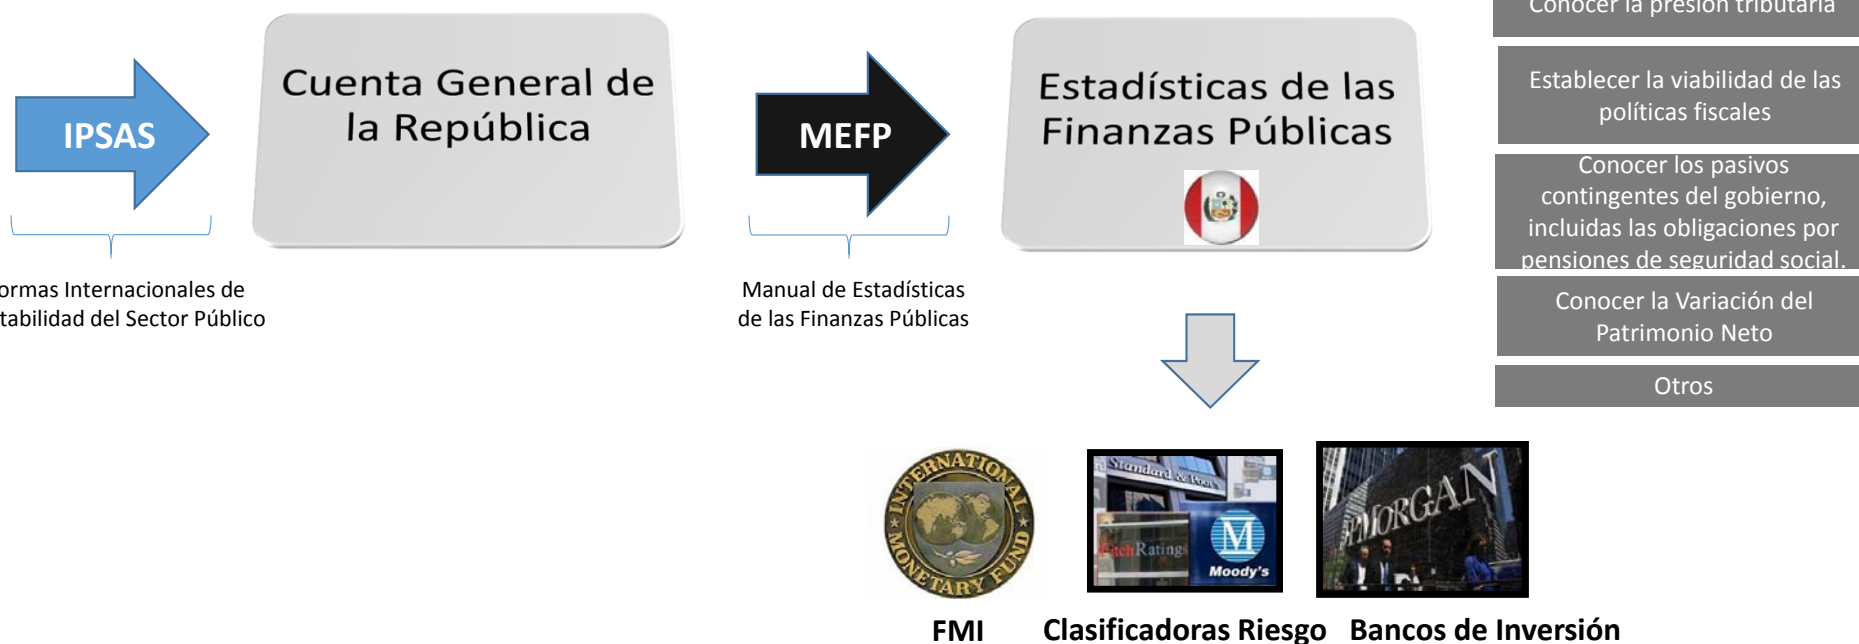 IPSAS
ormas Internacionales de
tabilidad del Sector Público
Cuenta General de
la República
MEFP
Manual de Estadísticas
de las Finanzas Públicas
Estadísticas de las
Finanzas Públicas
Conocer la presión tributaria
Establecer la viabilidad de las
políticas fiscales
Conocer los pasivos
contingentes del gobierno,
incluidas las obligaciones por
pensiones de seguridad social.
Conocer la Variación del
Patrimonio Neto
Otros
INTERNATIONAL
MONETARY FUND
FMI
Standard & Poor's
FitchRatings
M
Moody's
Clasificadoras Riesgo
JPMORGAN
Bancos de Inversión